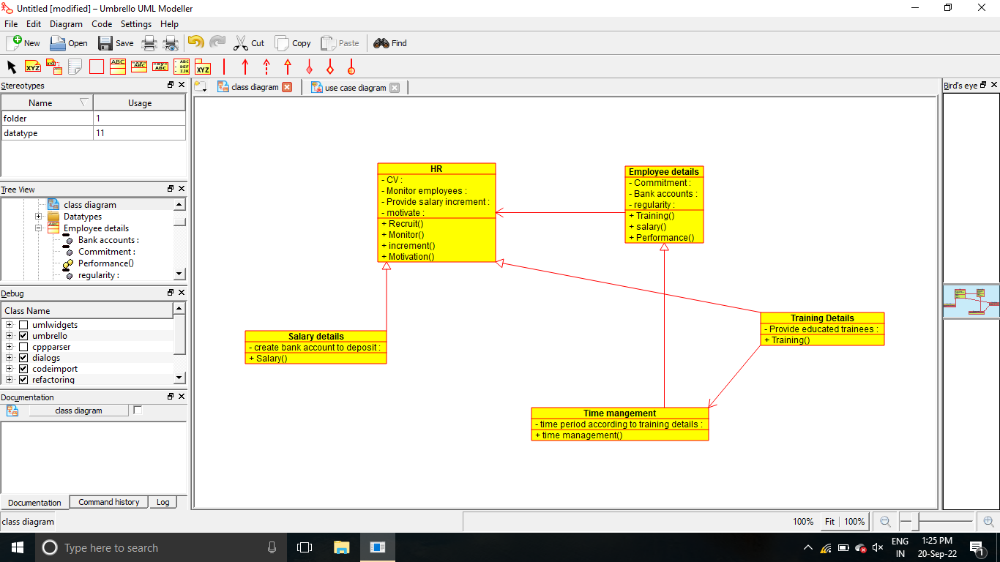 Untitled [modified] – Umbrello UML Modeller
File Edit Diagram Code Settings Help
New Open Save Cut Copy Paste Find
Stereotypes
Name Usage
folder 1
datatype 11
Tree View
class diagram
Datatypes
Employee details
Bank accounts :
Commitment :
Performance()
regularity :
Debug
Class Name
umlwidgets
umbrello
cppparser
dialogs
codeimport
refactoring
Documentation
class diagram
Documentation Command history Log
class diagram use case diagram
HR
- CV :
- Monitor employees :
- Provide salary increment :
- motivate :
+ Recruit()
+ Monitor()
+ increment()
+ Motivation()
Employee details
- Commitment :
- Bank accounts :
- regularity :
+ Training()
+ salary()
+ Performance()
Salary details
- create bank account to deposit :
+ Salary()
Training Details
- Provide educated trainees :
+ Training()
Time mangement
- time period according to training details :
+ time management()
Bird's eye
class diagram
100% Fit 100%
Type here to search
ENG
IN
1:25 PM
20-Sep-22
1